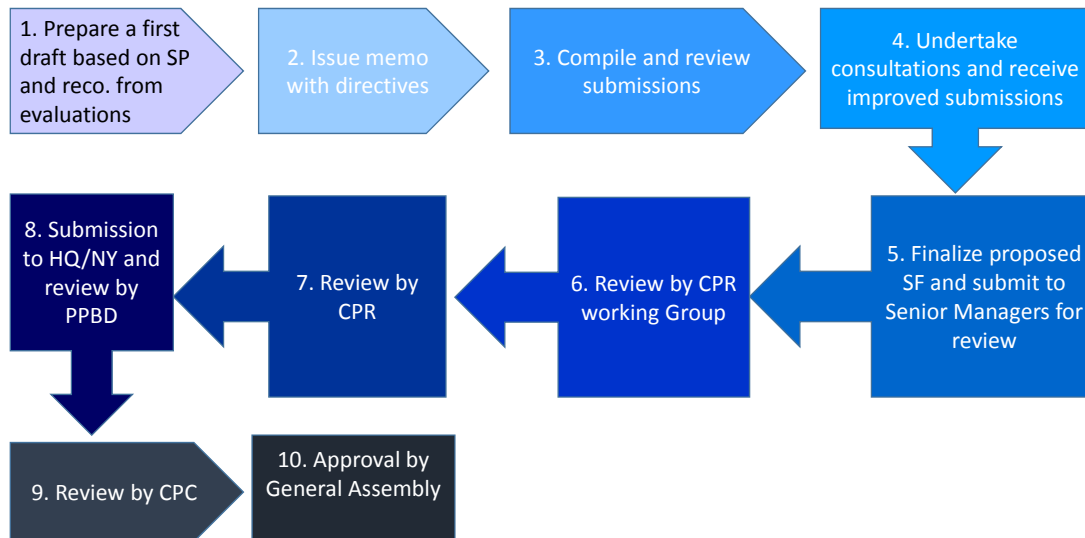 1. Prepare a first
draft based on SP
and reco. from
evaluations
2. Issue memo
with directives
3. Compile and review
submissions
4. Undertake
consultations and receive
improved submissions
5. Finalize proposed
SF and submit to
Senior Managers for
review
6. Review by CPR
working Group
7. Review by
CPR
8. Submission
to HQ/NY and
review by
PPBD
9. Review by CPC
10. Approval by
General Assembly